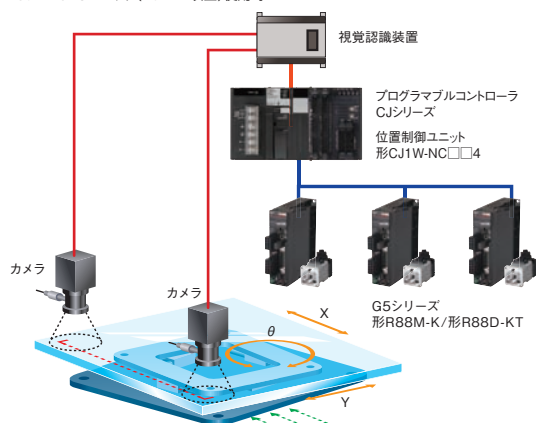 視覚認識装置
プログラマブルコントローラ
CJシリーズ
位置制御ユニット
形CJ1W-NC□□4
カメラ
カメラ
G5シリーズ
形R88M-K/形R88D-KT
X
θ
Y